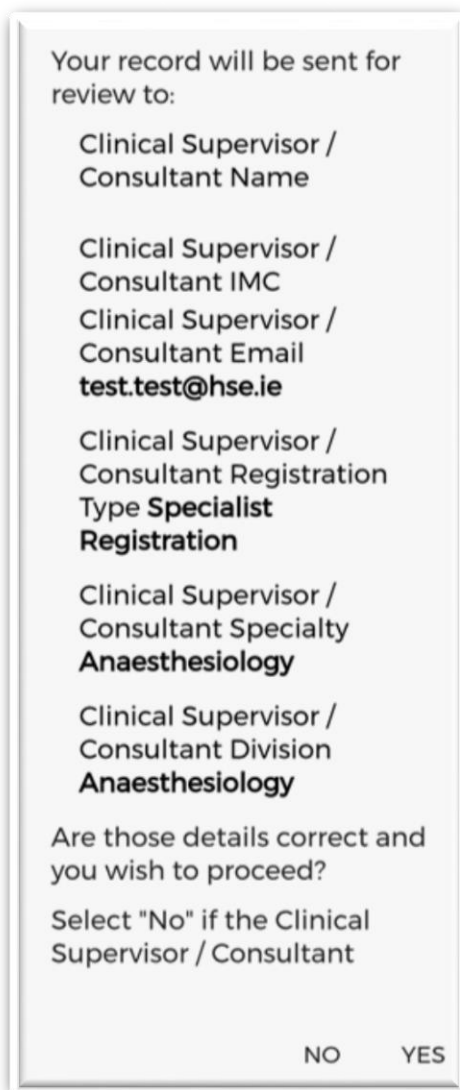 Your record will be sent for
review to:
Clinical Supervisor /
Consultant Name
Clinical Supervisor /
Consultant IMC
Clinical Supervisor /
Consultant Email
test.test@hse.ie
Clinical Supervisor /
Consultant Registration
Type Specialist
Registration
Clinical Supervisor /
Consultant Specialty
Anaesthesiology
Clinical Supervisor /
Consultant Division
Anaesthesiology
Are those details correct and
you wish to proceed?
Select "No" if the Clinical
Supervisor / Consultant
NO YES